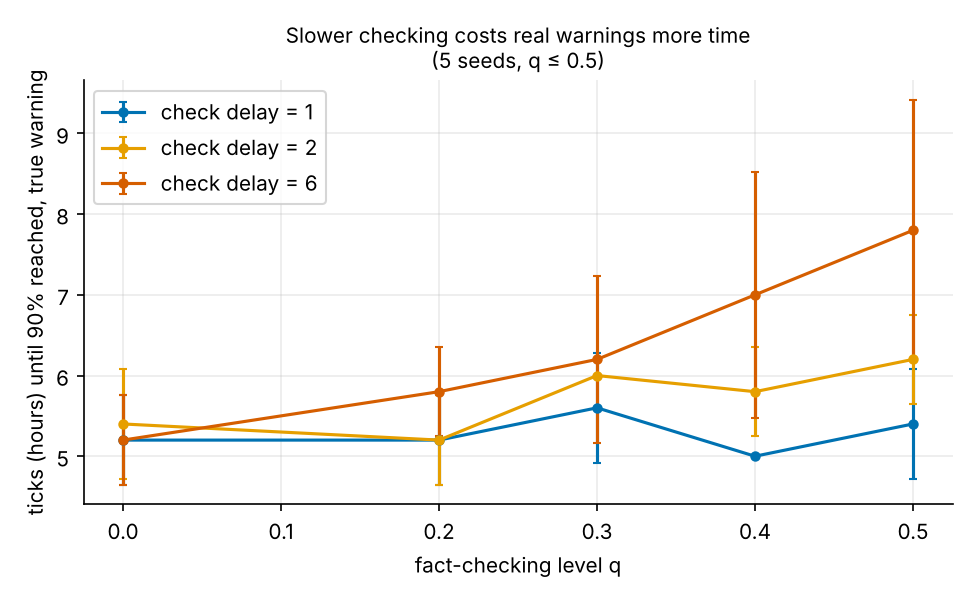 Slower checking costs real warnings more time
(5 seeds, q ≤ 0.5)
ticks (hours) until 90% reached, true warning
check delay = 1
check delay = 2
check delay = 6
9
8
7
6
5
0.0 0.1 0.2 0.3 0.4 0.5
fact-checking level q